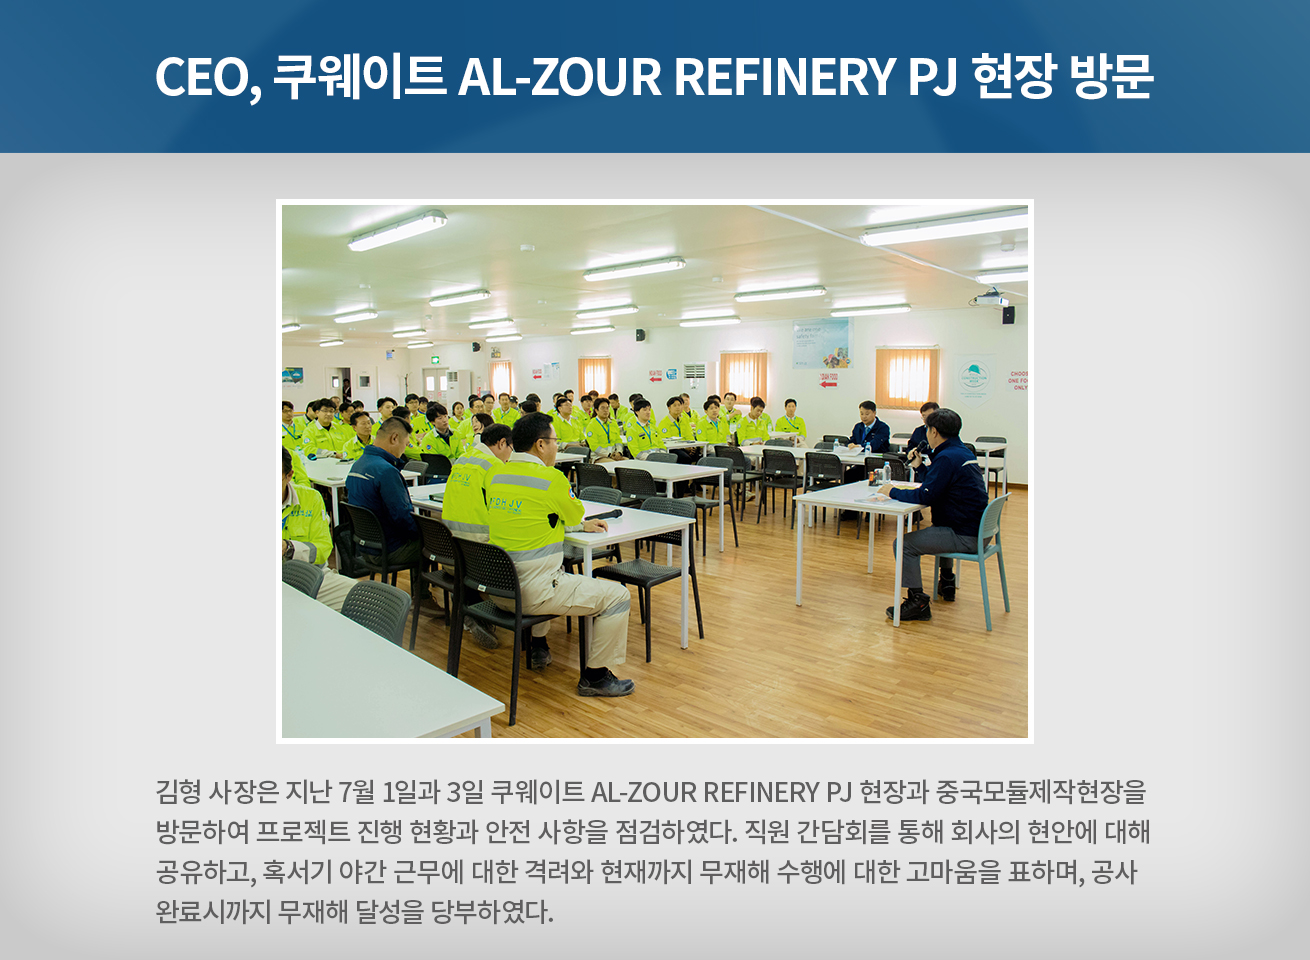 CEO, 쿠웨이트 AL-ZOUR REFINERY PJ 현장 방문
김형 사장은 지난 7월 1일과 3일 쿠웨이트 AL-ZOUR REFINERY PJ 현장과 중국모듈제작현장을
방문하여 프로젝트 진행 현황과 안전 사항을 점검하였다. 직원 간담회를 통해 회사의 현안에 대해
공유하고, 혹서기 야간 근무에 대한 격려와 현재까지 무재해 수행에 대한 고마움을 표하며, 공사
완료시까지 무재해 달성을 당부하였다.